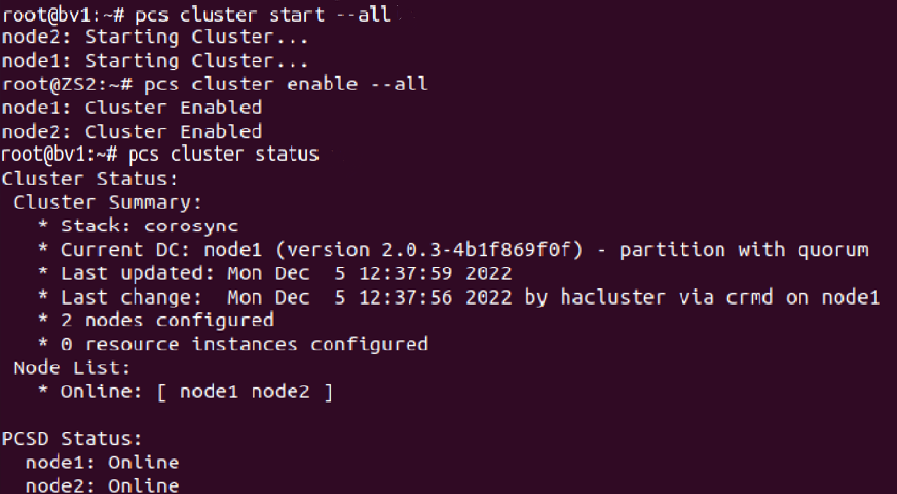 root@bv1:~# pcs cluster start --all
node2: Starting Cluster...
node1: Starting Cluster...
root@ZS2:~# pcs cluster enable --all
node1: Cluster Enabled
node2: Cluster Enabled
root@bv1:~# pcs cluster status
Cluster Status:
 Cluster Summary:
   * Stack: corosync
   * Current DC: node1 (version 2.0.3-4b1f869f0f) - partition with quorum
   * Last updated: Mon Dec  5 12:37:59 2022
   * Last change:  Mon Dec  5 12:37:56 2022 by hacluster via crmd on node1
   * 2 nodes configured
   * 0 resource instances configured
 Node List:
   * Online: [ node1 node2 ]

PCSD Status:
  node1: Online
  node2: Online